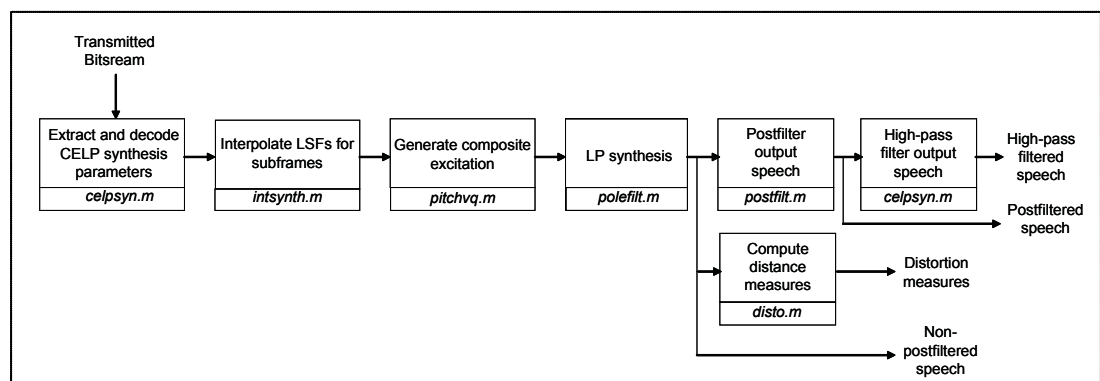 Transmitted
Bitsream
Extract and decode
CELP synthesis
parameters
celpsyn.m
Interpolate LSFs for
subframes
intsynth.m
Generate composite
excitation
pitchvq.m
LP synthesis
polefilt.m
Postfilter
output
speech
postfilt.m
High-pass
filter output
speech
celpsyn.m
High-pass
filtered
speech
Postfiltered
speech
Compute
distance
measures
disto.m
Distortion
measures
Non-
postfiltered
speech